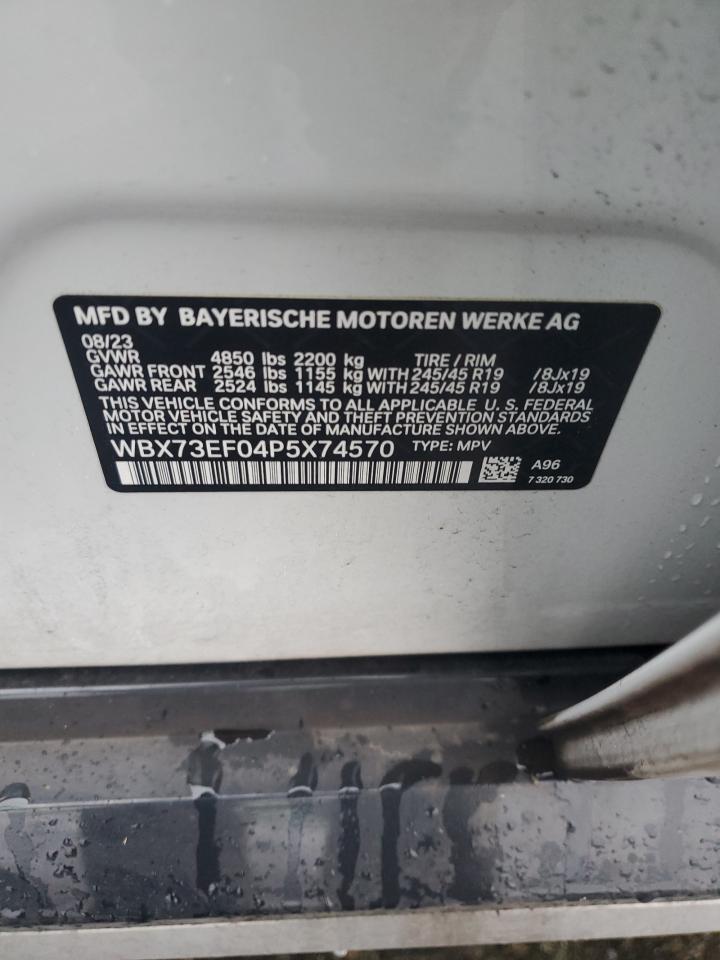 MFD BY BAYERISCHE MOTOREN WERKE AG
08/23
GVWR 4850 lbs 2200 kg TIRE / RIM
GAWR FRONT 2546 lbs 1155 kg WITH 245/45 R19 /8Jx19
GAWR REAR 2524 lbs 1145 kg WITH 245/45 R19 /8Jx19
THIS VEHICLE CONFORMS TO ALL APPLICABLE U. S. FEDERAL
MOTOR VEHICLE SAFETY AND THEFT PREVENTION STANDARDS
IN EFFECT ON THE DATE OF MANUFACTURE SHOWN ABOVE.
WBX73EF04P5X74570 TYPE: MPV
A96
7 320 730